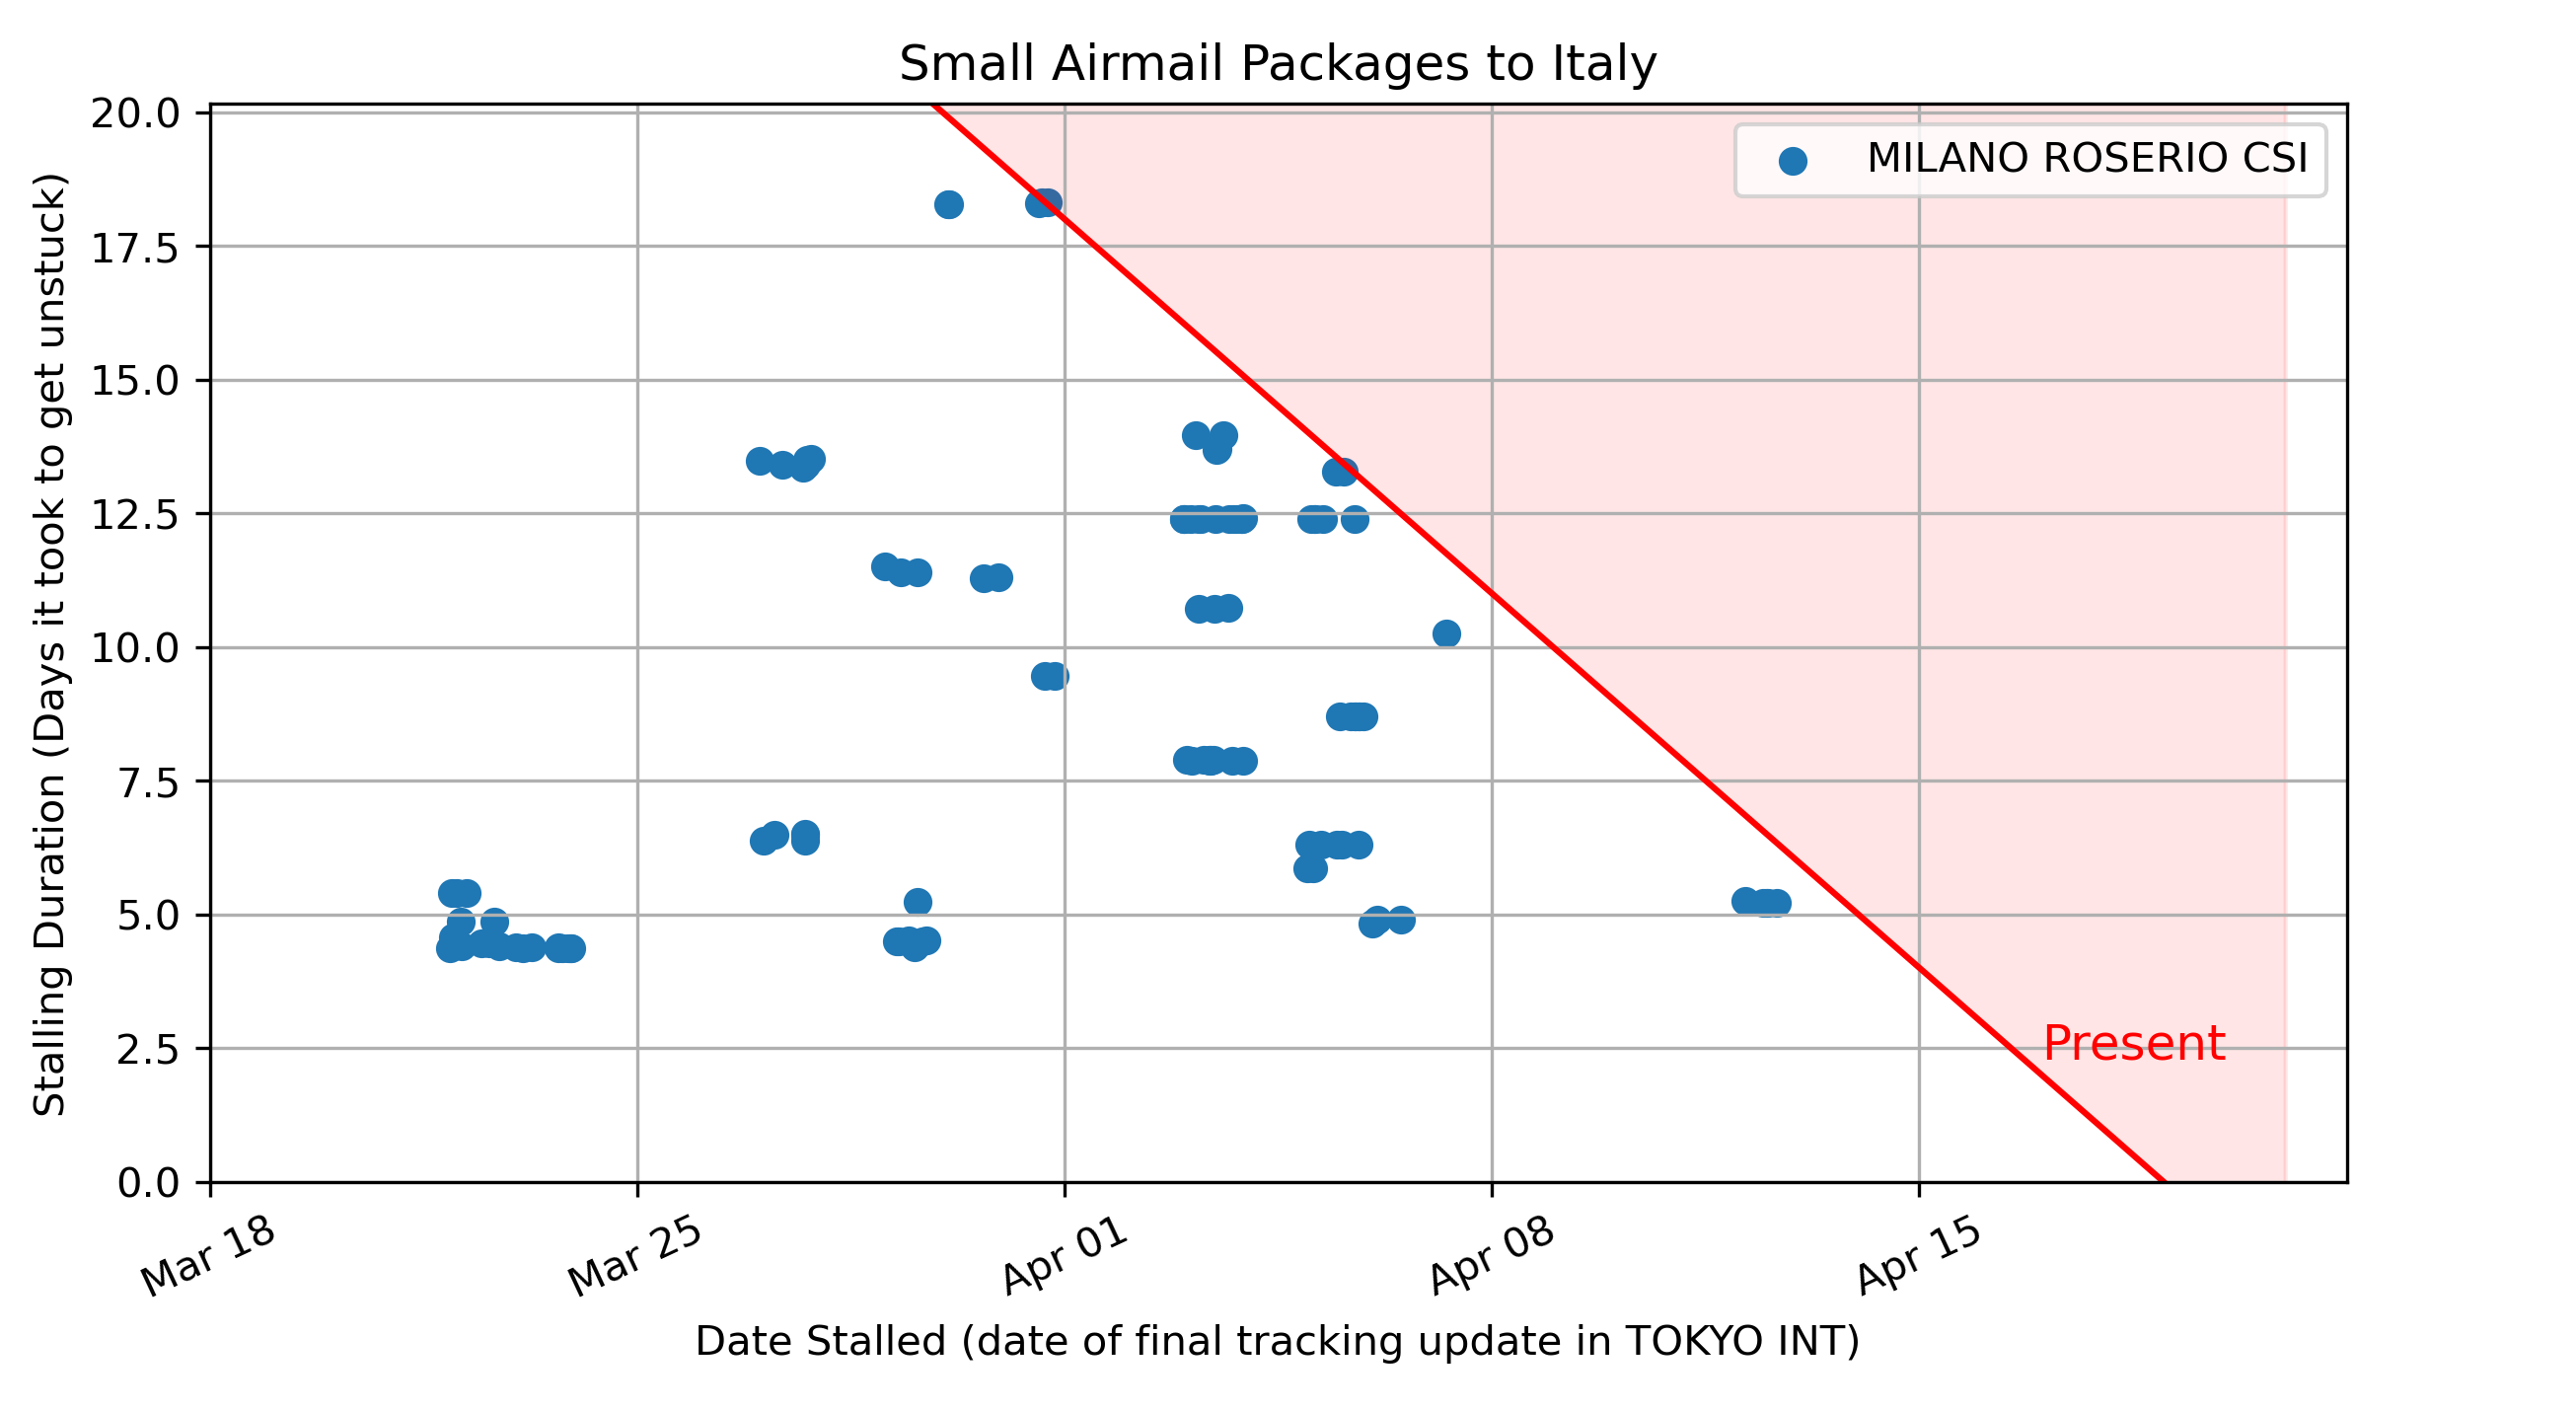 Small Airmail Packages to Italy
Stalling Duration (Days it took to get unstuck)
20.0
17.5
15.0
12.5
10.0
7.5
5.0
2.5
0.0
MILANO ROSERIO CSI
Present
Mar 18
Mar 25
Apr 01
Apr 08
Apr 15
Date Stalled (date of final tracking update in TOKYO INT)